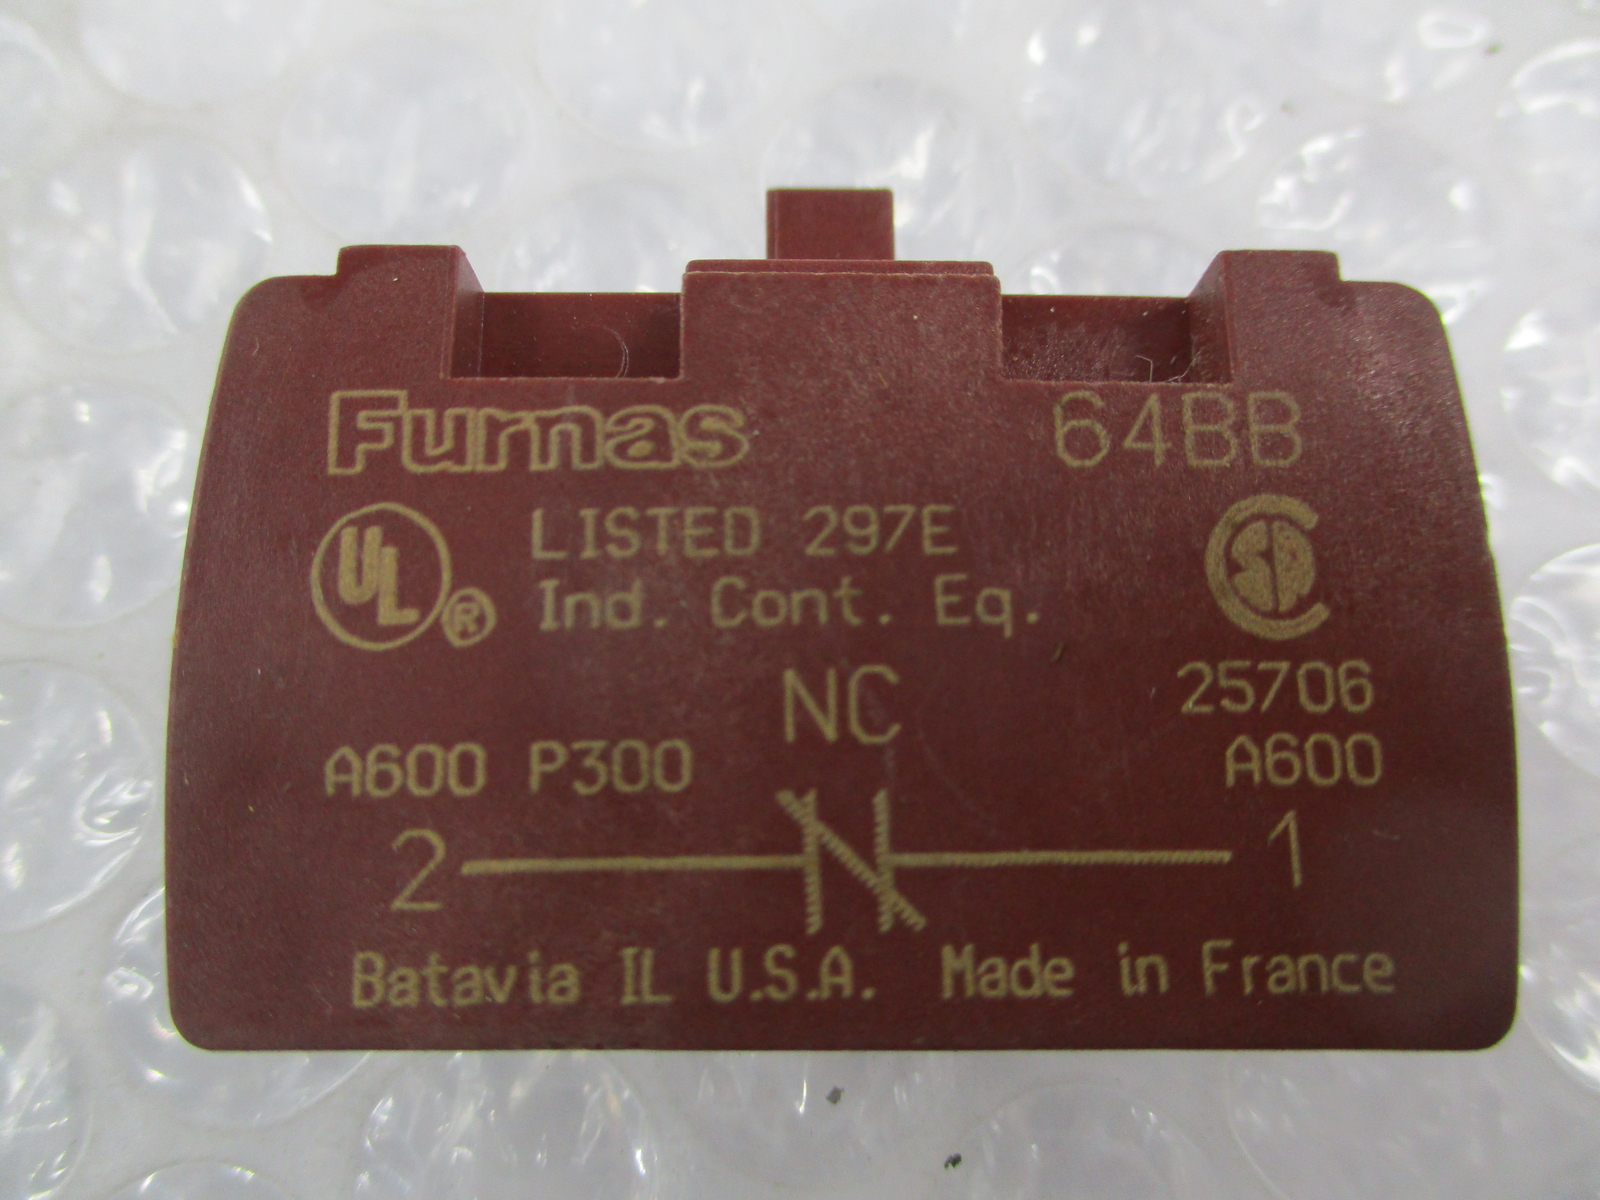 Furnas 64BB
UL ® LISTED 297E
Ind. Cont. Eq.
NC 25706
A600 P300 A600
2 1
Batavia IL U.S.A. Made in France